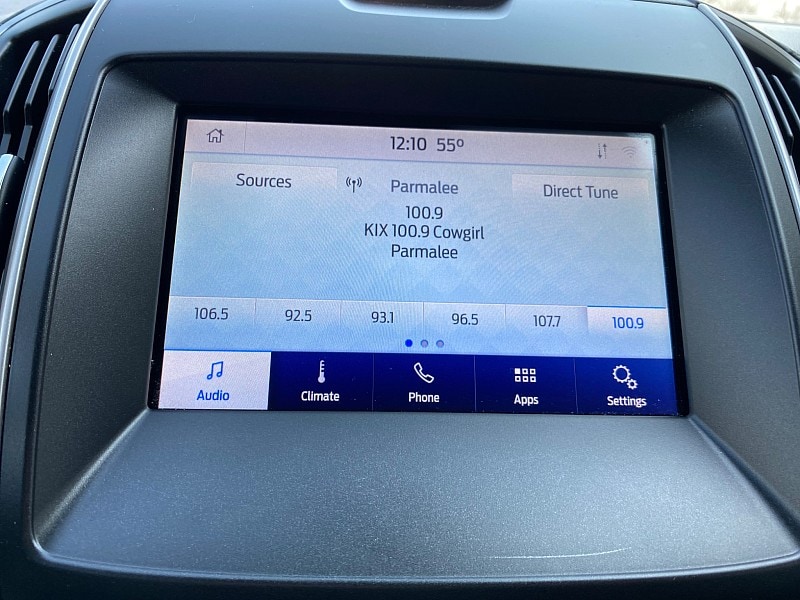 12:10 55º
Sources
Parmalee
Direct Tune
100.9
KIX 100.9 Cowgirl
Parmalee
106.5 92.5 93.1 96.5 107.7 100.9
Audio Climate Phone Apps Settings